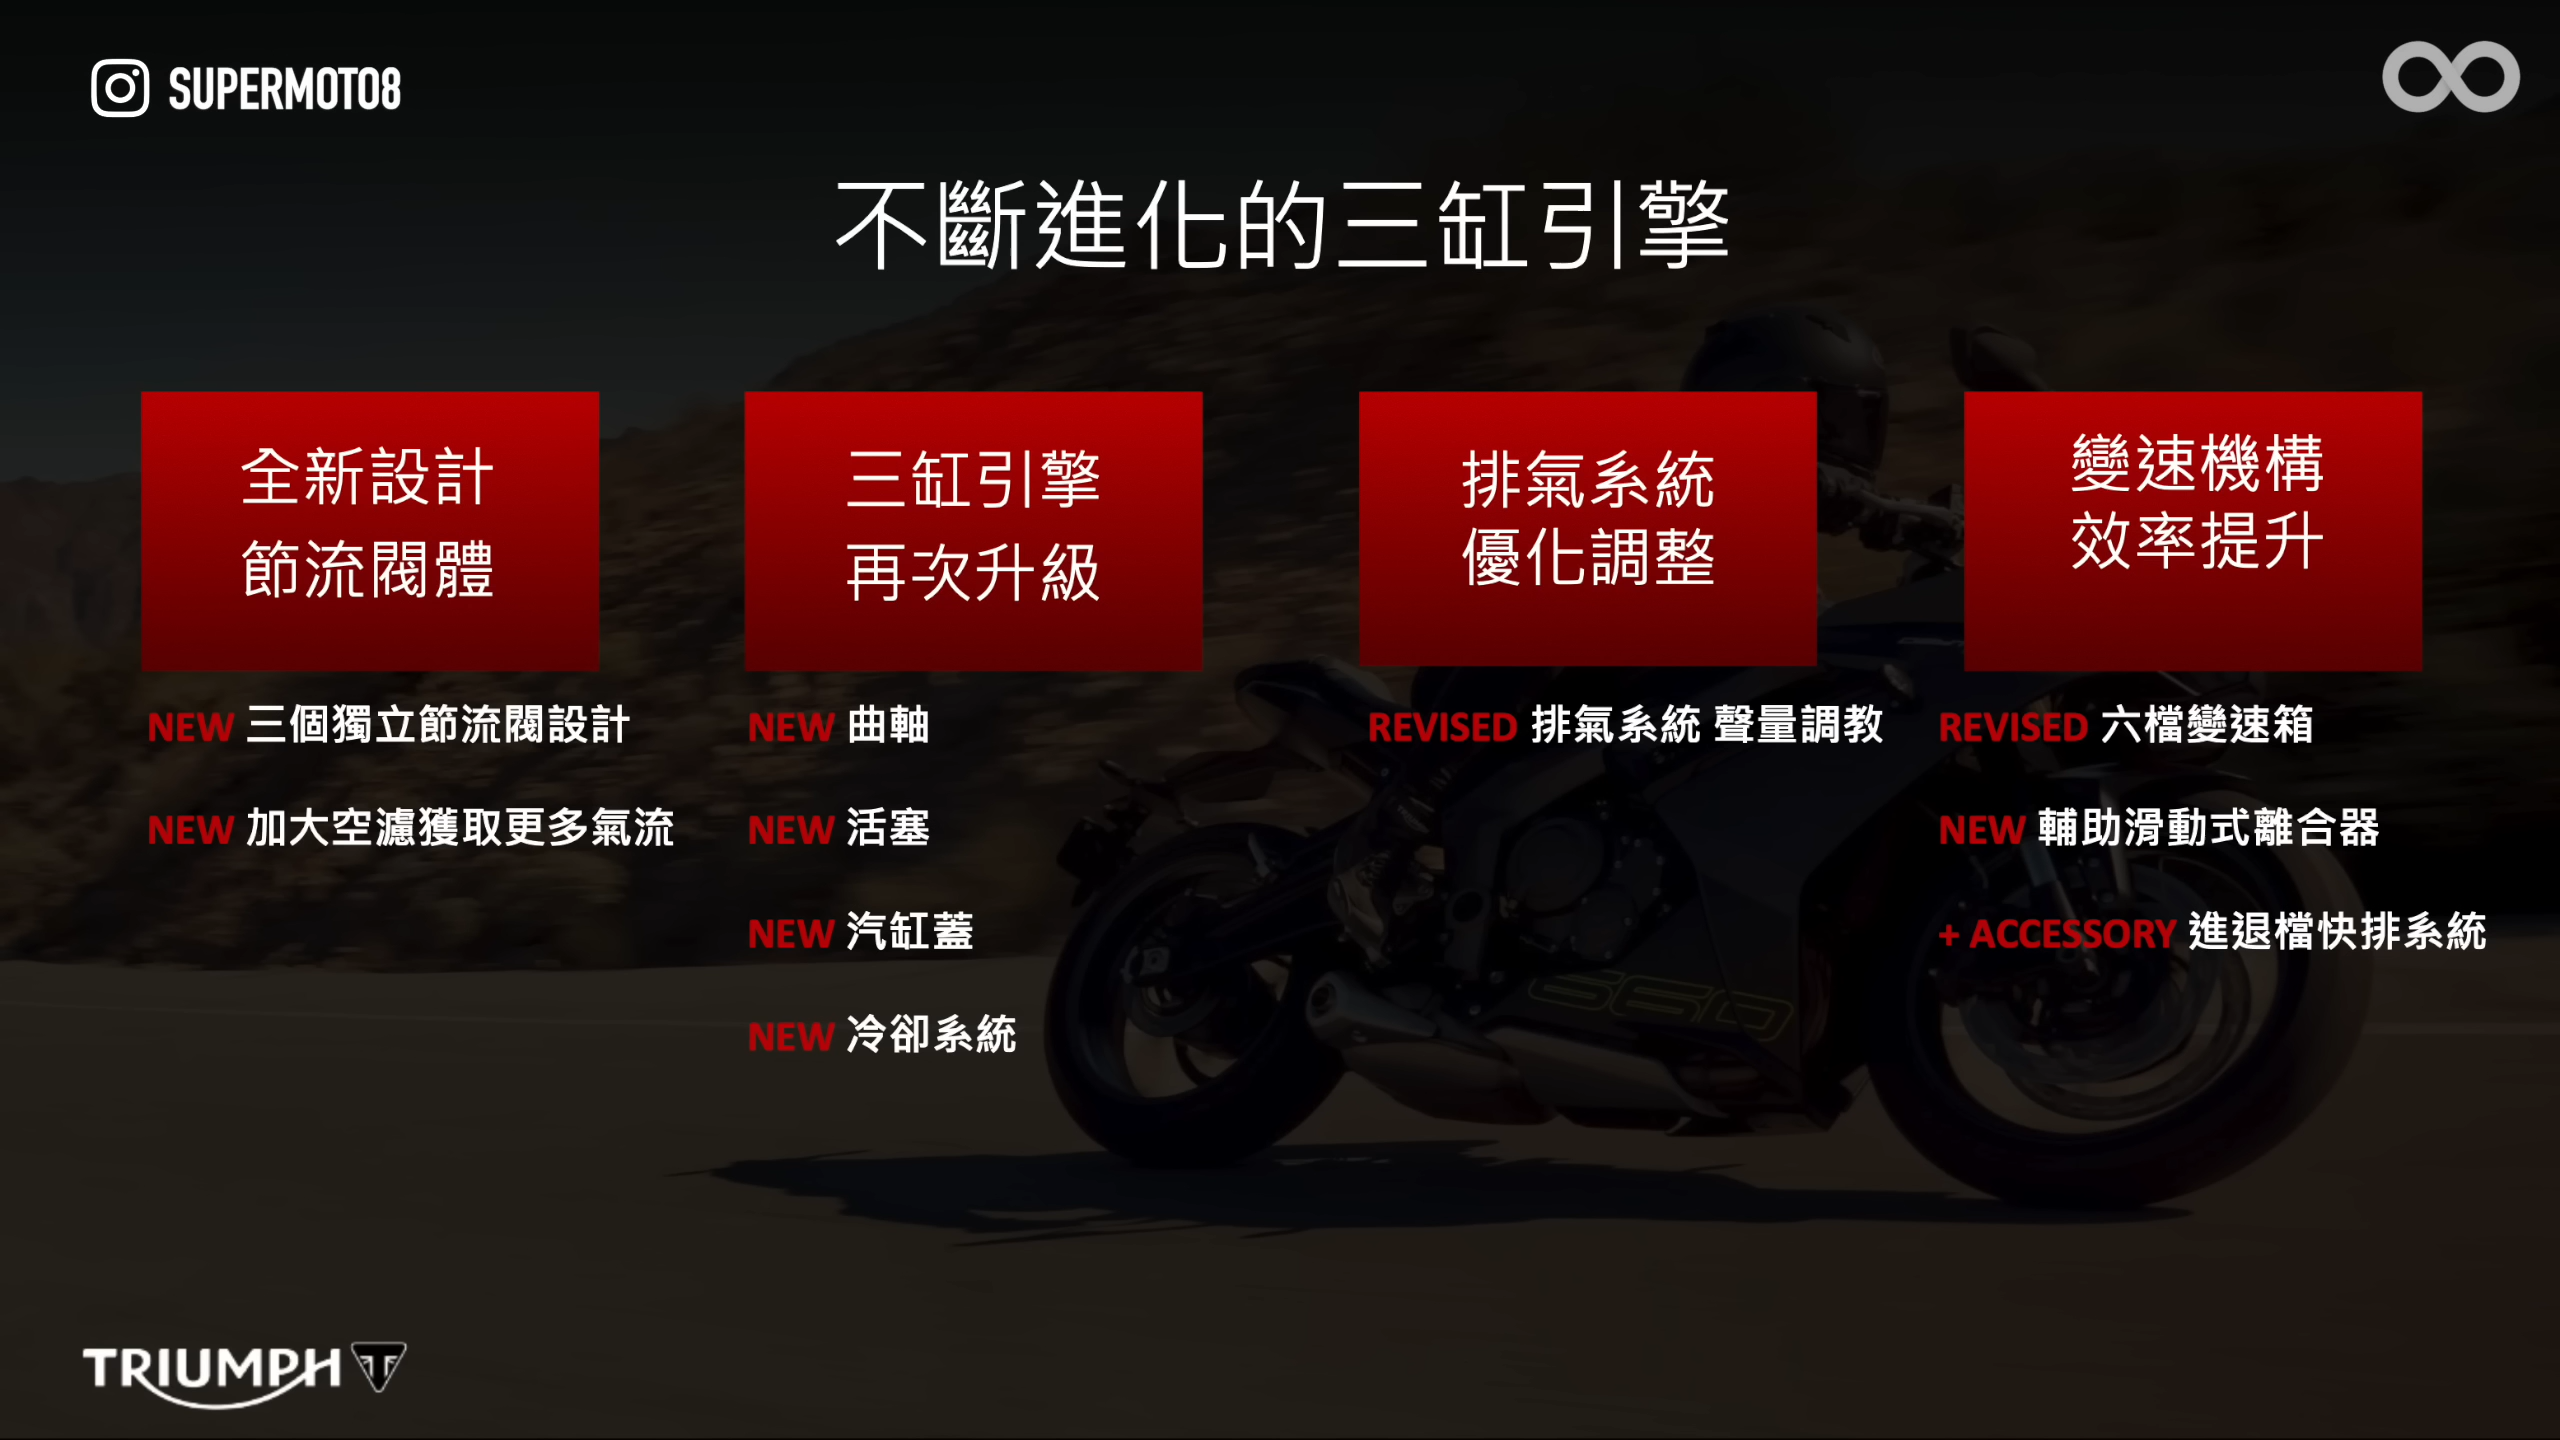 SUPERMOTO8
不斷進化的三缸引擎
全新設計
節流閥體
NEW 三個獨立節流閥設計
NEW 加大空濾獲取更多氣流
三缸引擎
再次升級
NEW 曲軸
NEW 活塞
NEW 汽缸蓋
NEW 冷卻系統
排氣系統
優化調整
REVISED 排氣系統 聲量調教
變速機構
效率提升
REVISED 六檔變速箱
NEW 輔助滑動式離合器
+ ACCESSORY 進退檔快排系統
660
TRIUMPH